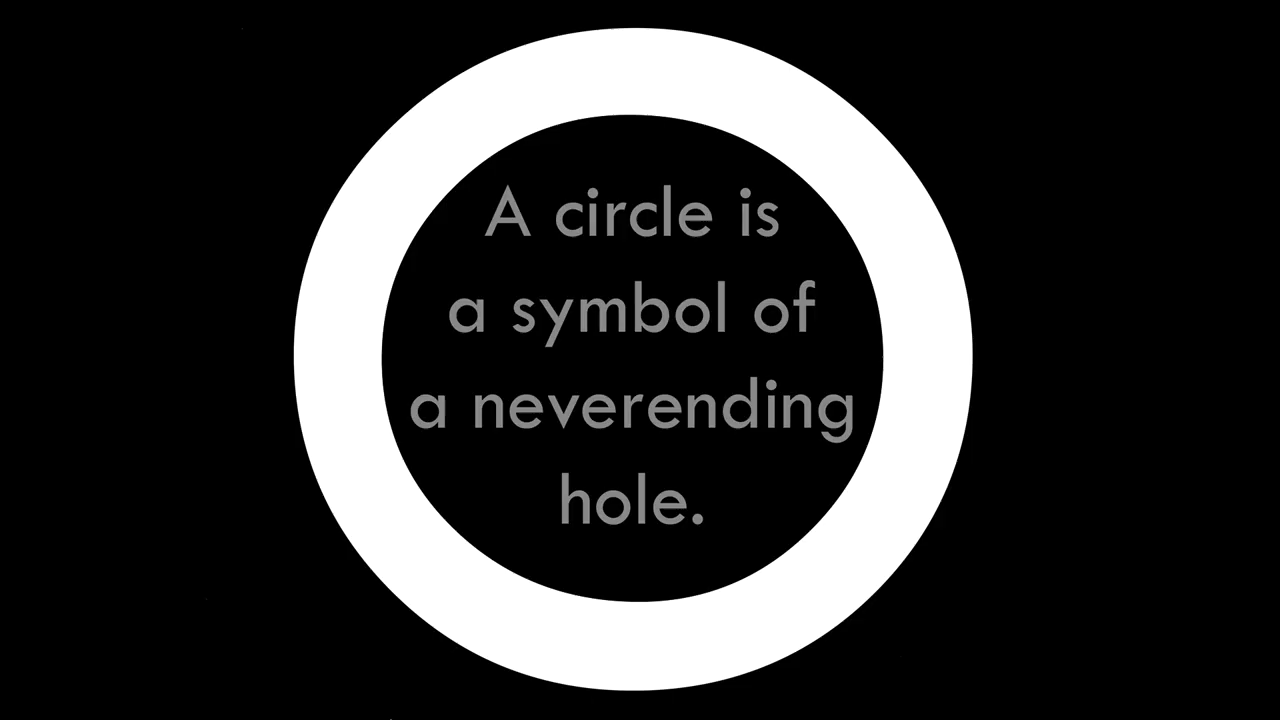 A circle is
a symbol of
a neverending
hole.